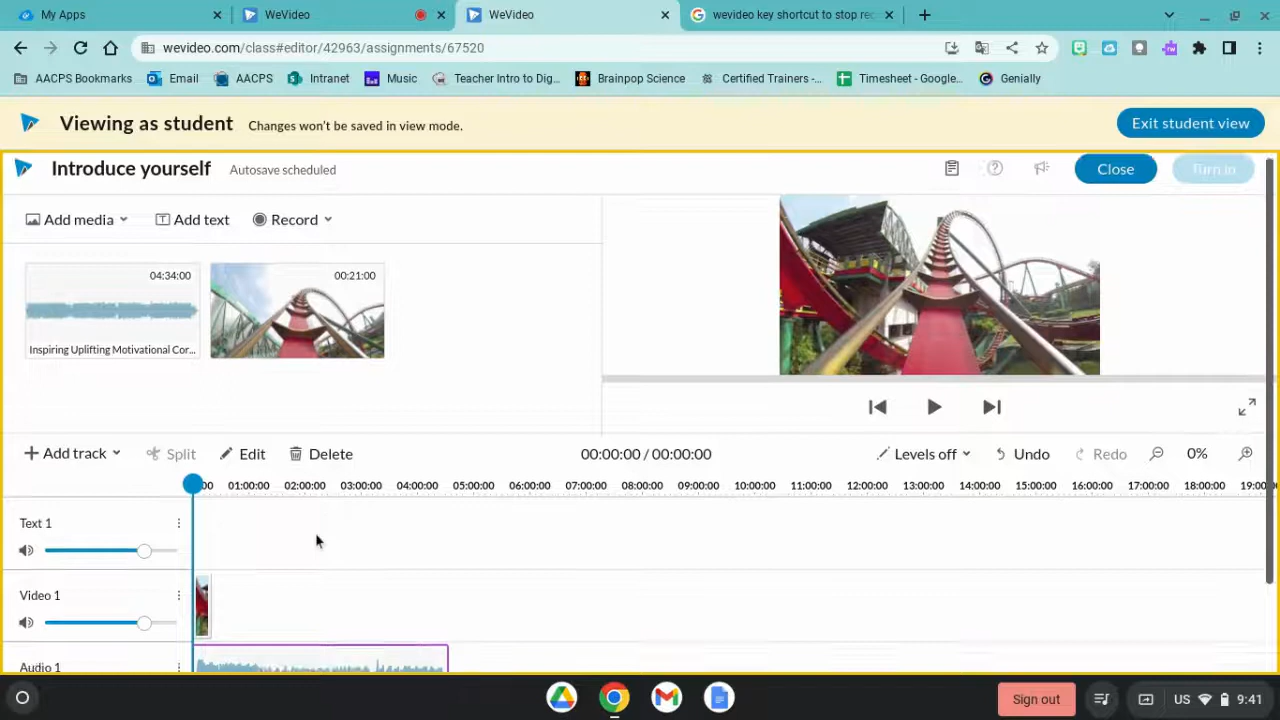 My Apps
WeVideo
WeVideo
wevideo key shortcut to stop rec
wevideo.com/class#editor/42963/assignments/67520
AACPS Bookmarks
Email
AACPS
Intranet
Music
Teacher Intro to Dig...
Brainpop Science
Certified Trainers -...
Timesheet - Google...
Genially
Viewing as student
Changes won't be saved in view mode.
Exit student view
Introduce yourself
Autosave scheduled
Close
Turn in
Add media
Add text
Record
04:34:00
00:21:00
Inspiring Uplifting Motivational Cor...
Add track
Split
Edit
Delete
00:00:00 / 00:00:00
Levels off
Undo
Redo
0%
01:00:00 02:00:00 03:00:00 04:00:00 05:00:00 06:00:00 07:00:00 08:00:00 09:00:00 10:00:00 11:00:00 12:00:00 13:00:00 14:00:00 15:00:00 16:00:00 17:00:00 18:00:00
Text 1
Video 1
Audio 1
Sign out
US
9:41